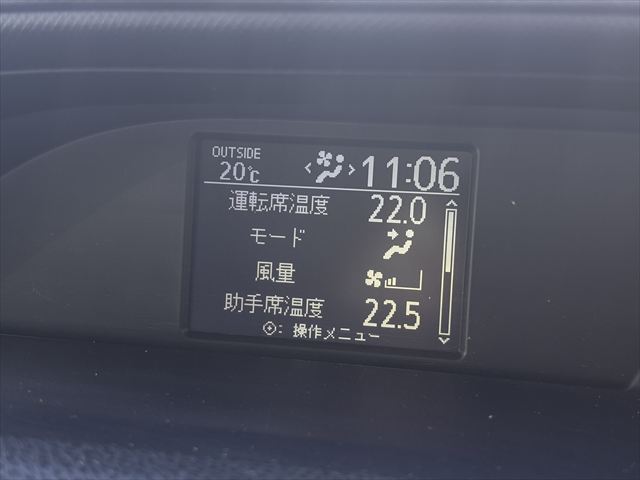 OUTSIDE
20℃
11:06
運転席温度 22.0
モード
風量
助手席温度 22.5
: 操作メニュー